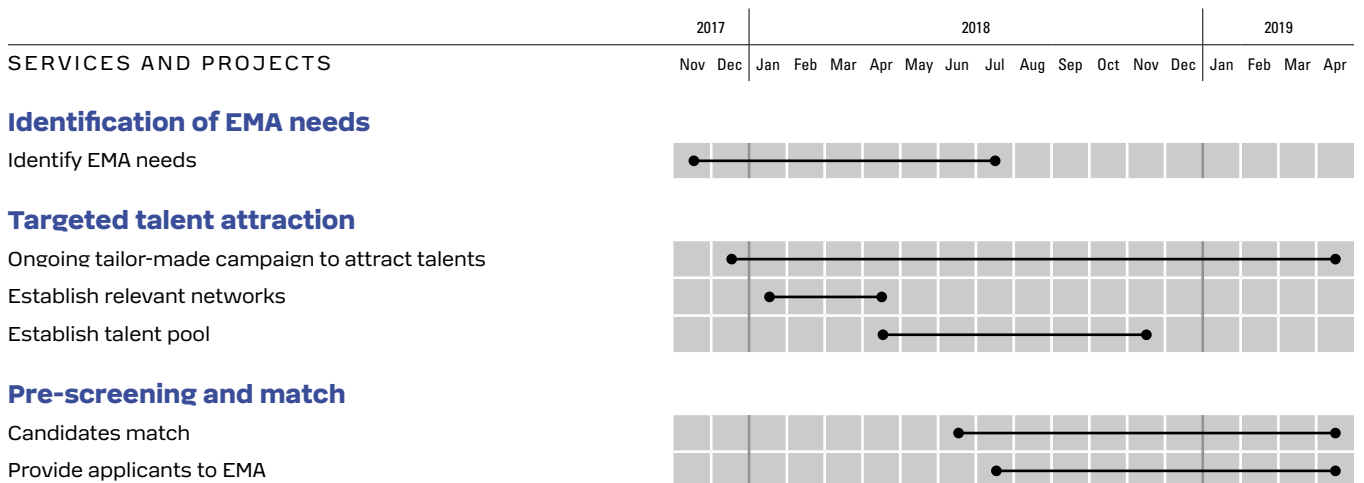 2017 2018 2019
SERVICES AND PROJECTS Nov Dec Jan Feb Mar Apr May Jun Jul Aug Sep Oct Nov Dec Jan Feb Mar Apr
Identification of EMA needs
Identify EMA needs
Targeted talent attraction
Ongoing tailor-made campaign to attract talents
Establish relevant networks
Establish talent pool
Pre-screening and match
Candidates match
Provide applicants to EMA